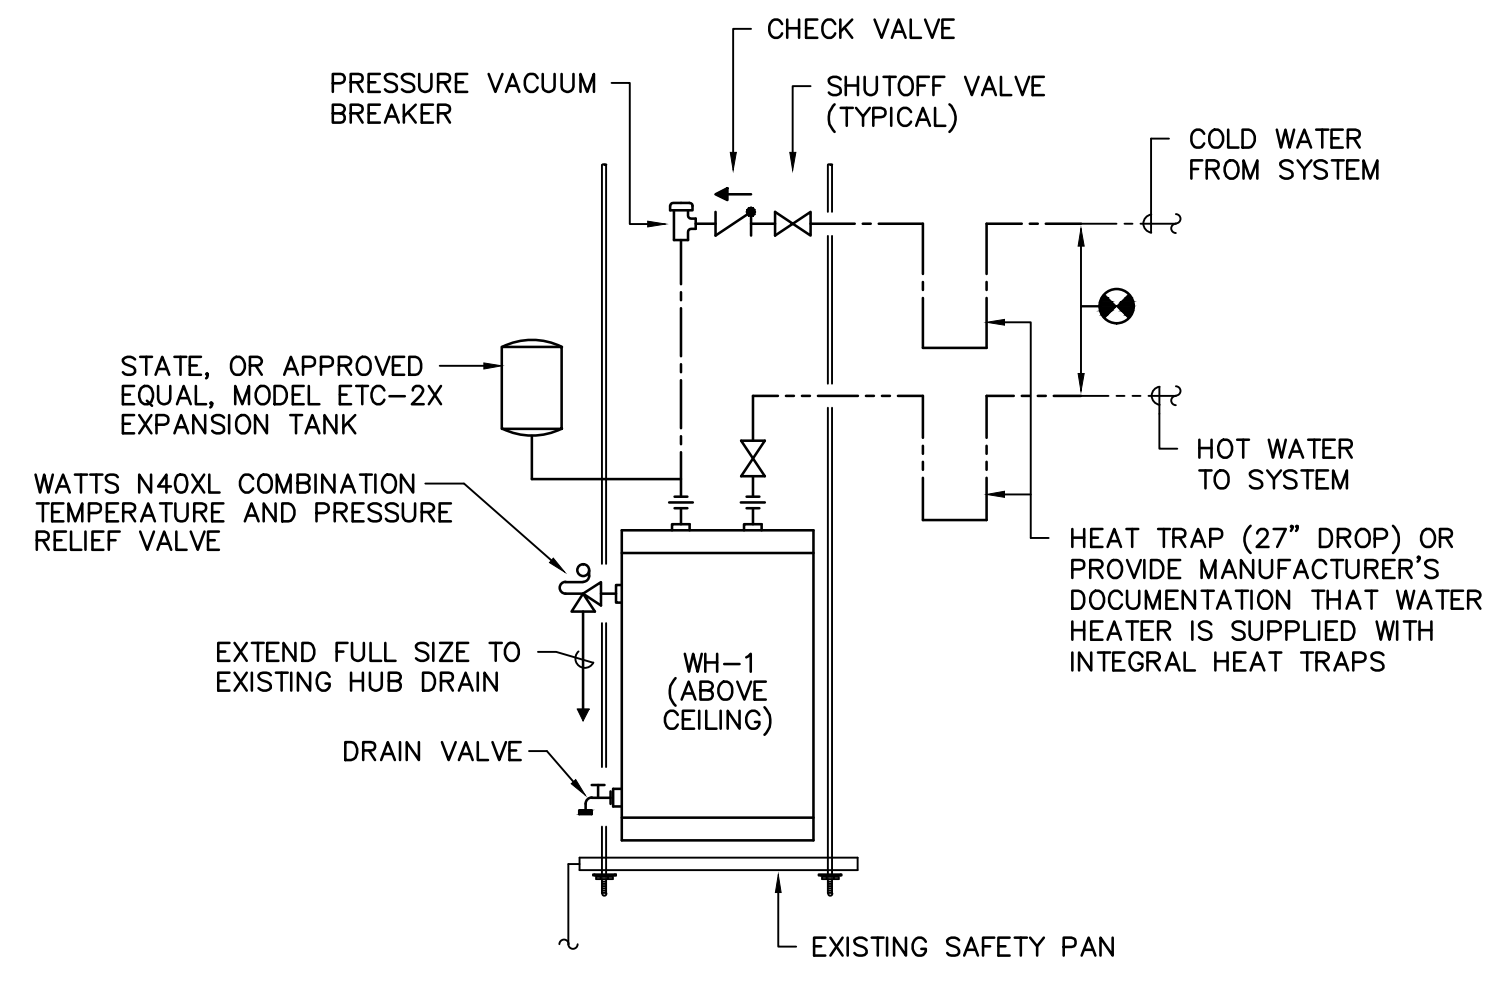 CHECK VALVE
PRESSURE VACUUM
BREAKER
SHUTOFF VALVE
(TYPICAL)
COLD WATER
FROM SYSTEM
STATE, OR APPROVED
EQUAL, MODEL ETC-2X
EXPANSION TANK
HOT WATER
TO SYSTEM
WATTS N40XL COMBINATION
TEMPERATURE AND PRESSURE
RELIEF VALVE
HEAT TRAP (27" DROP) OR
PROVIDE MANUFACTURER'S
DOCUMENTATION THAT WATER
HEATER IS SUPPLIED WITH
INTEGRAL HEAT TRAPS
EXTEND FULL SIZE TO
EXISTING HUB DRAIN
WH-1
(ABOVE
CEILING)
DRAIN VALVE
EXISTING SAFETY PAN